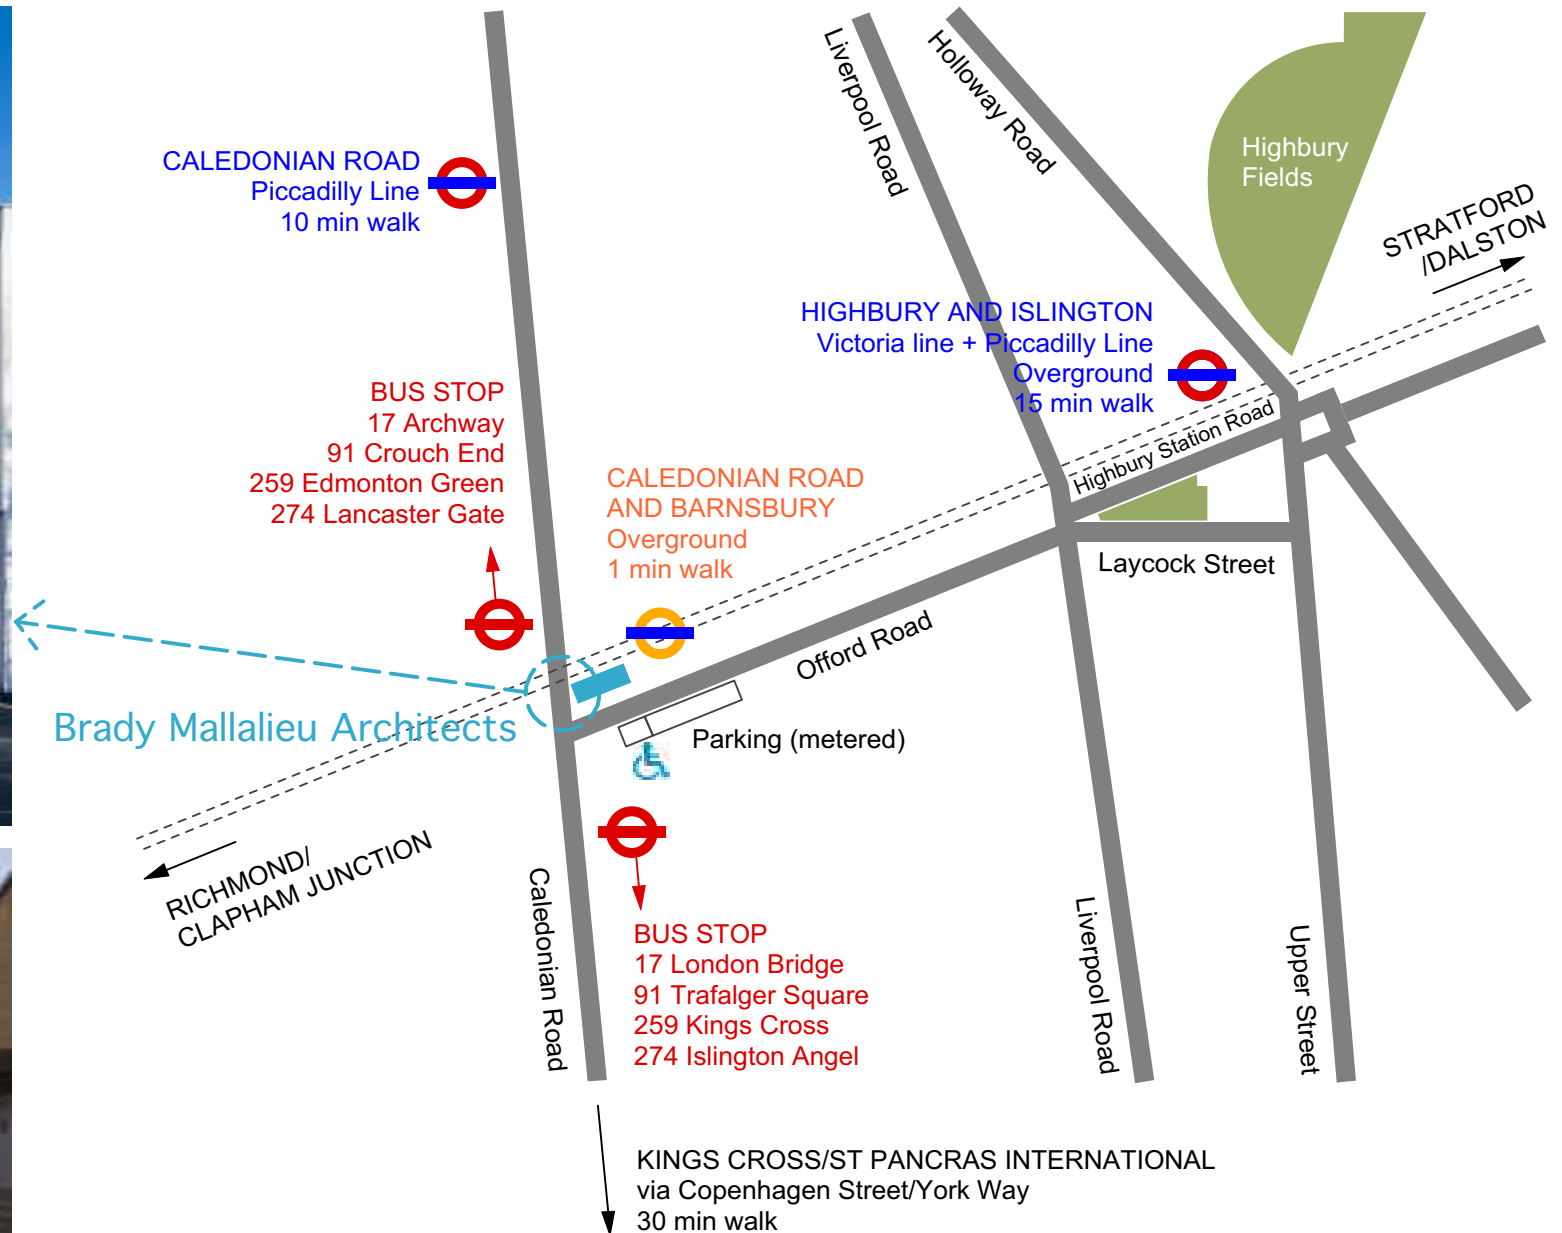 Liverpool Road
Holloway Road
Highbury
Fields
CALEDONIAN ROAD
Piccadilly Line
10 min walk
STRATFORD
/DALSTON
HIGHBURY AND ISLINGTON
Victoria line + Piccadilly Line
Overground
15 min walk
BUS STOP
17 Archway
91 Crouch End
259 Edmonton Green
274 Lancaster Gate
Highbury Station Road
CALEDONIAN ROAD
AND BARNSBURY
Overground
1 min walk
Laycock Street
Offord Road
Brady Mallalieu Architects
Parking (metered)
RICHMOND/
CLAPHAM JUNCTION
Caledonian Road
BUS STOP
17 London Bridge
91 Trafalger Square
259 Kings Cross
274 Islington Angel
Liverpool Road
Upper Street
KINGS CROSS/ST PANCRAS INTERNATIONAL
via Copenhagen Street/York Way
30 min walk